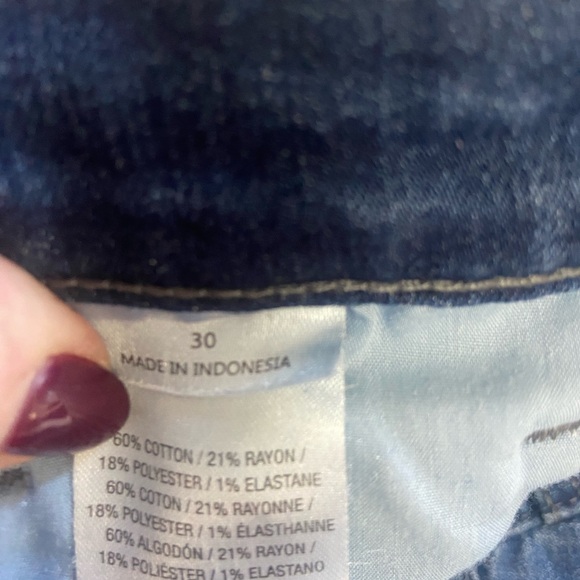 30
MADE IN INDONESIA
60% COTTON / 21% RAYON /
18% POLYESTER / 1% ELASTANE
60% COTON / 21% RAYONNE /
18% POLYESTER / 1% ÉLASTHANNE
60% ALGODÓN / 21% RAYON /
18% POLIÉSTER / 1% ELASTANO